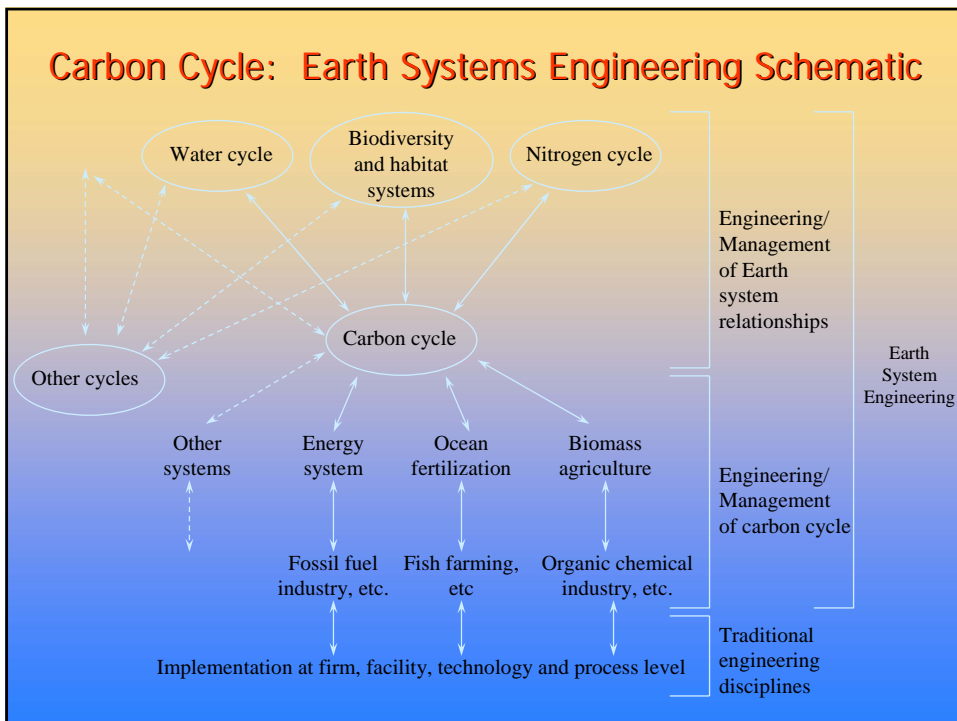 Carbon Cycle: Earth Systems Engineering Schematic
Water cycle
Biodiversity
and habitat
systems
Nitrogen cycle
Engineering/
Management
of Earth
system
relationships
Carbon cycle
Other cycles
Earth
System
Engineering
Other
systems
Energy
system
Ocean
fertilization
Biomass
agriculture
Engineering/
Management
of carbon cycle
Fossil fuel
industry, etc.
Fish farming,
etc
Organic chemical
industry, etc.
Traditional
engineering
disciplines
Implementation at firm, facility, technology and process level